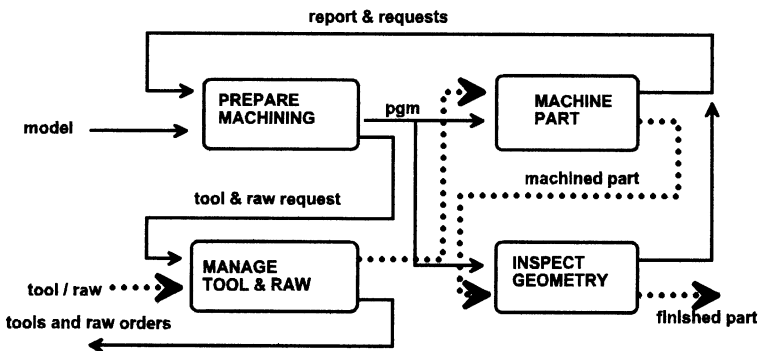 report & requests
PREPARE
MACHINING
pgm
MACHINE
PART
model
machined part
tool & raw request
MANAGE
TOOL & RAW
INSPECT
GEOMETRY
tool / raw
finished part
tools and raw orders